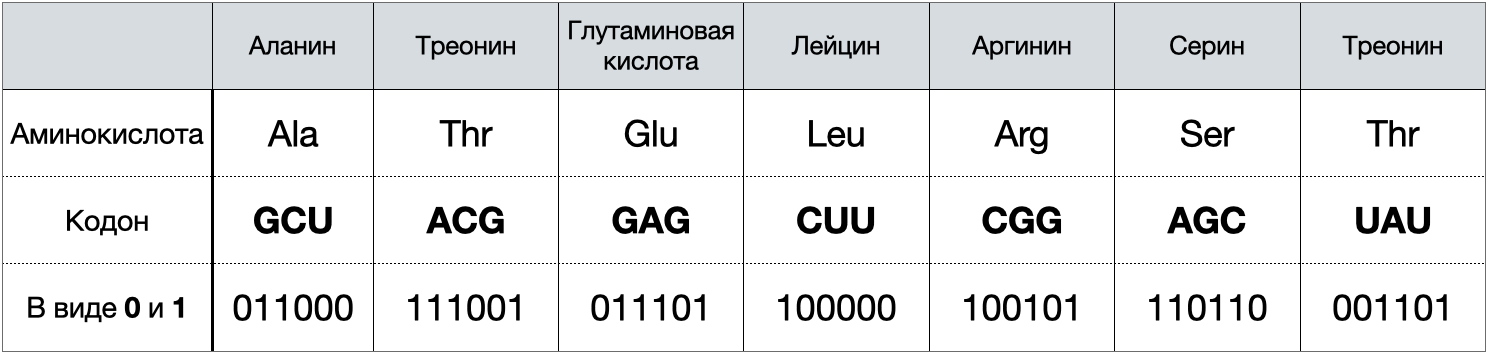 Аланин Треонин Глутаминовая кислота Лейцин Аргинин Серин Треонин
Аминокислота Ala Thr Glu Leu Arg Ser Thr
Кодон GCU ACG GAG CUU CGG AGC UAU
В виде 0 и 1 011000 111001 011101 100000 100101 110110 001101